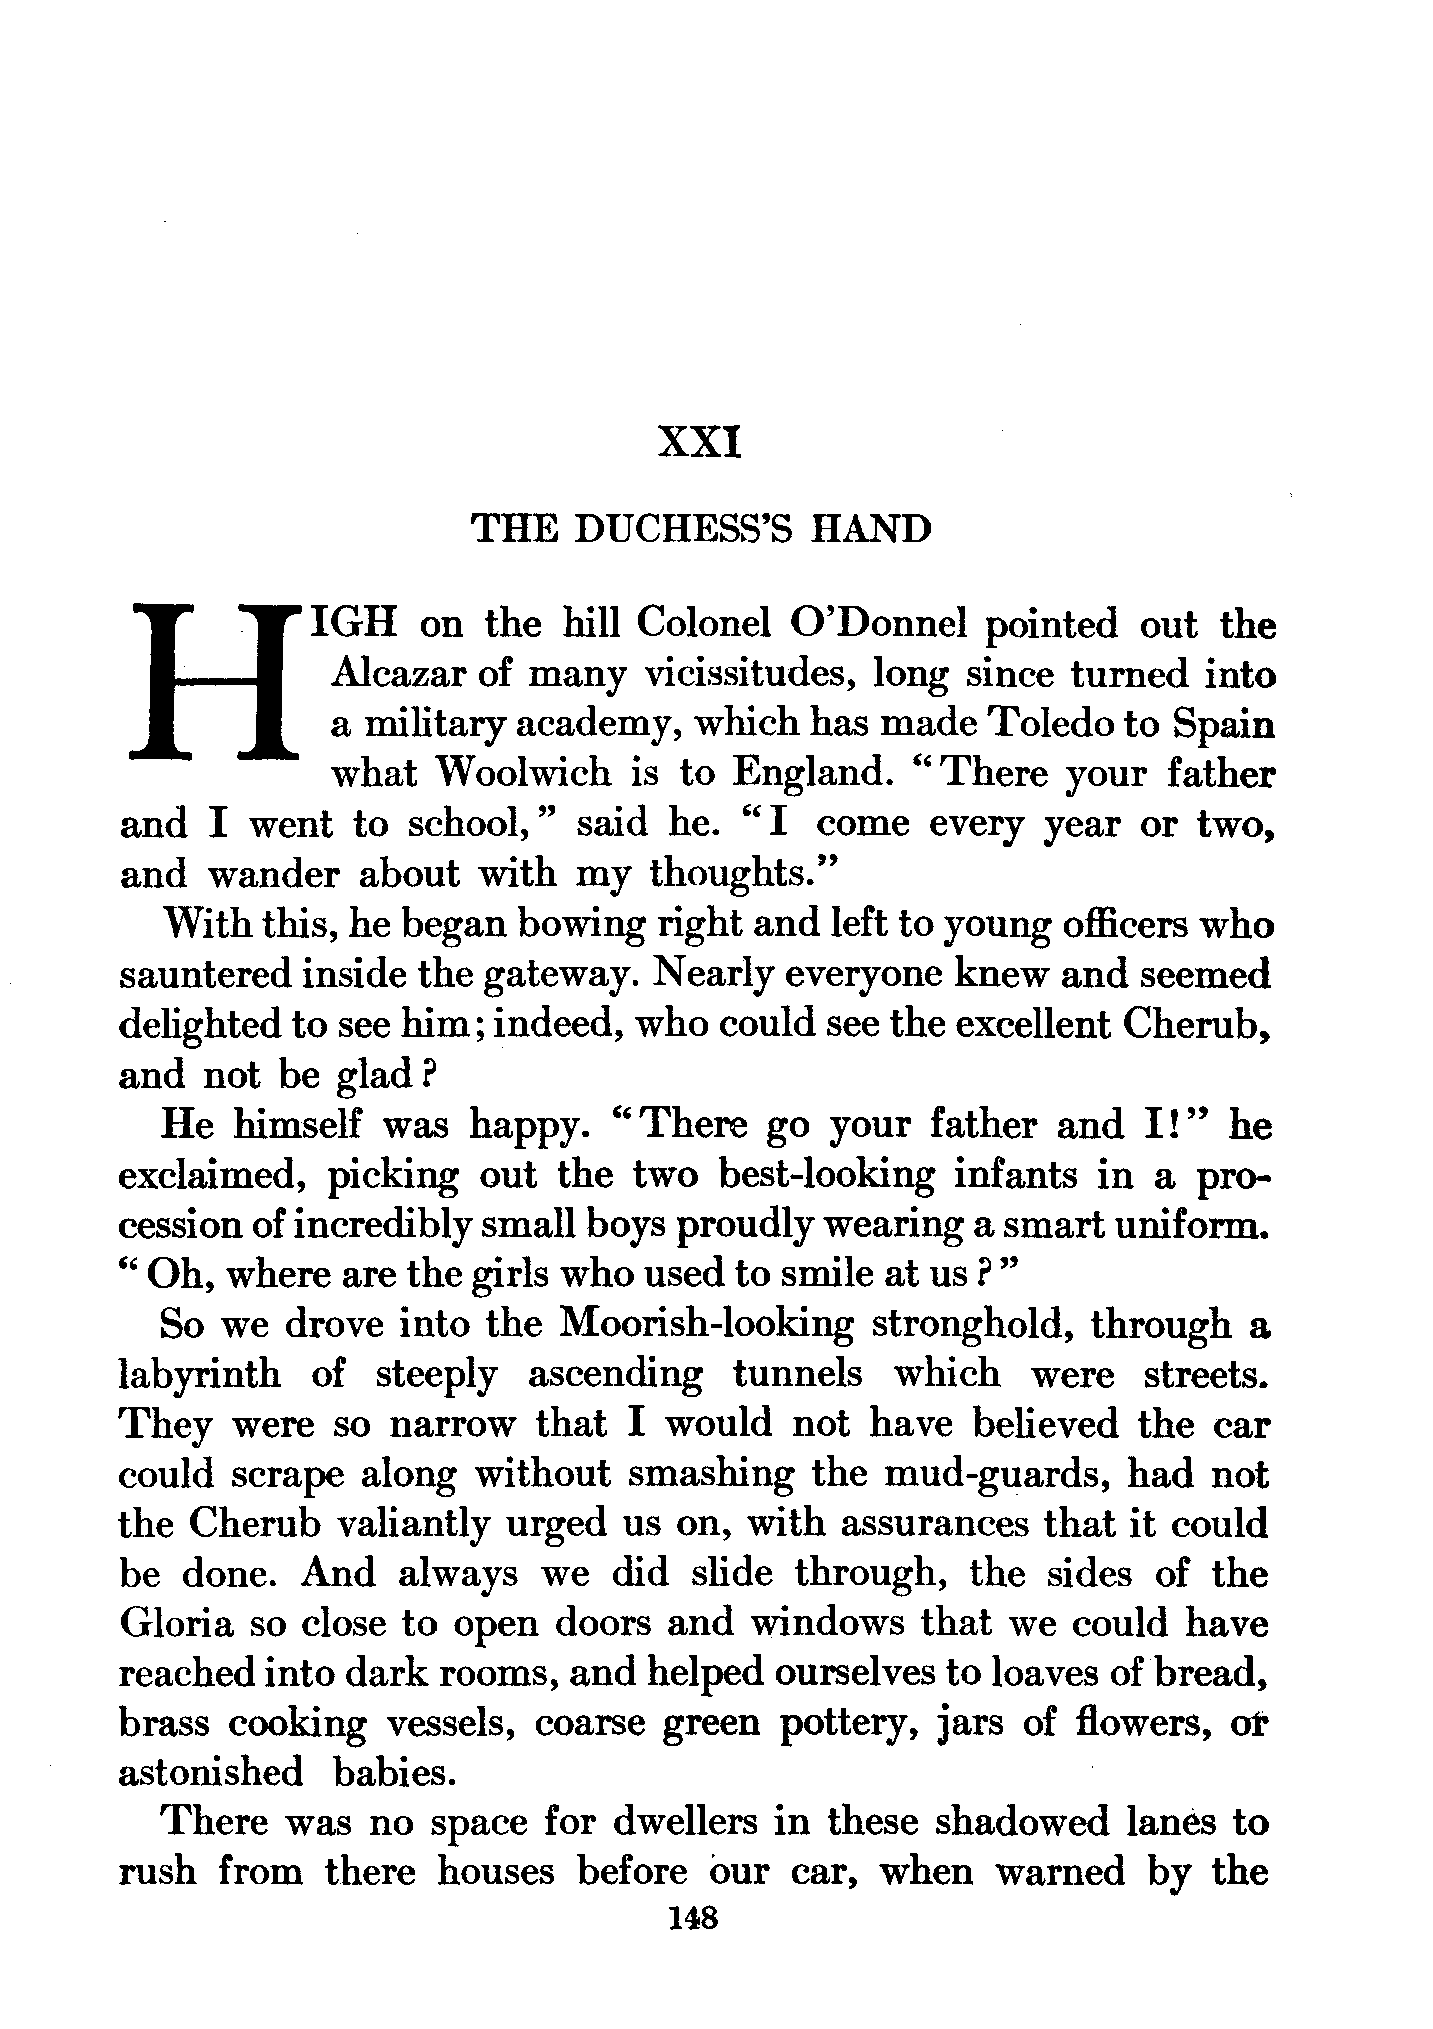 XXI
THE DUCHESS'S HAND
HIGH on the hill Colonel O'Donnel pointed out the
Alcazar of many vicissitudes, long since turned into
a military academy, which has made Toledo to Spain
what Woolwich is to England. "There your father
and I went to school," said he. "I come every year or two,
and wander about with my thoughts."
With this, he began bowing right and left to young officers who
sauntered inside the gateway. Nearly everyone knew and seemed
delighted to see him; indeed, who could see the excellent Cherub,
and not be glad?
He himself was happy. "There go your father and I!" he
exclaimed, picking out the two best-looking infants in a pro-
cession of incredibly small boys proudly wearing a smart uniform.
"Oh, where are the girls who used to smile at us?"
So we drove into the Moorish-looking stronghold, through a
labyrinth of steeply ascending tunnels which were streets.
They were so narrow that I would not have believed the car
could scrape along without smashing the mud-guards, had not
the Cherub valiantly urged us on, with assurances that it could
be done. And always we did slide through, the sides of the
Gloria so close to open doors and windows that we could have
reached into dark rooms, and helped ourselves to loaves of bread,
brass cooking vessels, coarse green pottery, jars of flowers, or
astonished babies.
There was no space for dwellers in these shadowed lanes to
rush from there houses before our car, when warned by the
148